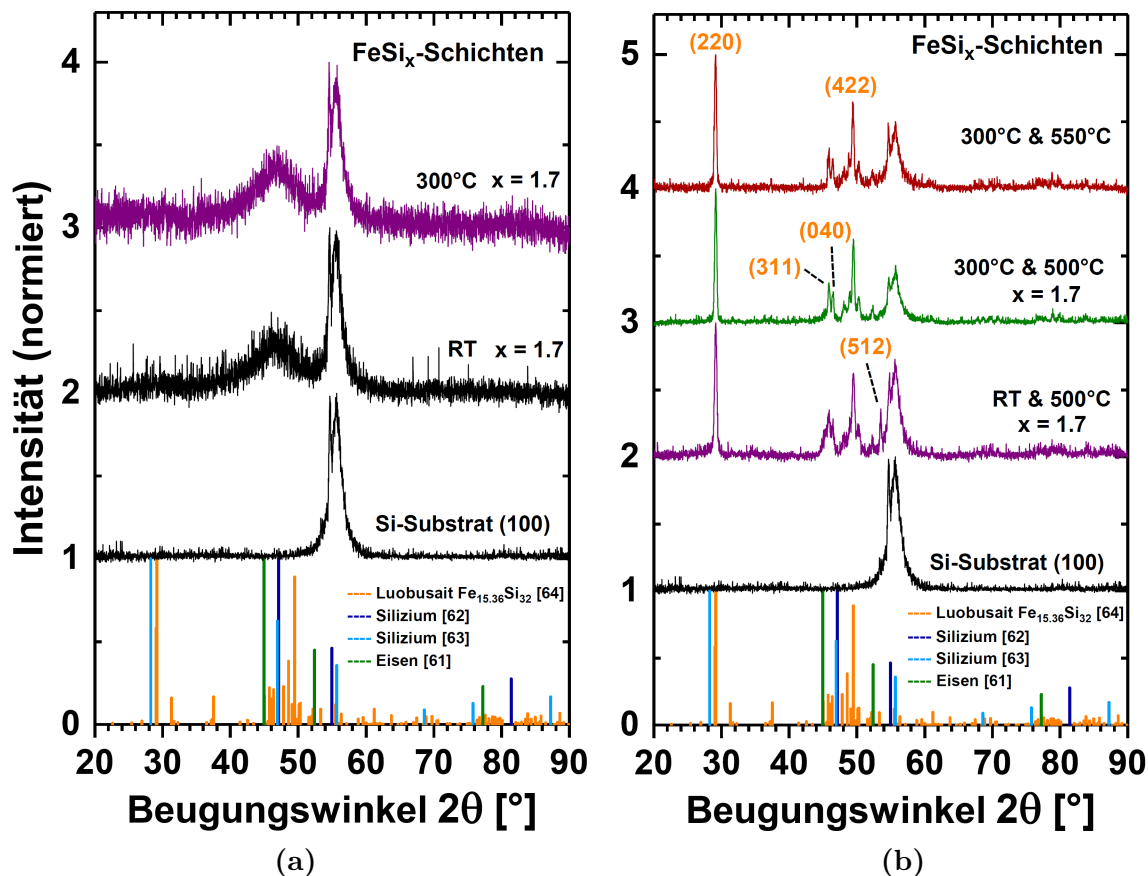 FeSiₓ-Schichten
4
300°C x = 1.7
3
RT x = 1.7
2
Si-Substrat (100)
1
Luobusait Fe₁₅.₃₆Si₃₂ [64]
Silizium [62]
Silizium [63]
Eisen [61]
0
20 30 40 50 60 70 80 90
Beugungswinkel 2θ [°]
Intensität (normiert)
(a)
FeSiₓ-Schichten
5
(220)
(422)
300°C & 550°C
4
(040)
(311)
300°C & 500°C
x = 1.7
3
(512)
RT & 500°C
x = 1.7
2
Si-Substrat (100)
1
Luobusait Fe₁₅.₃₆Si₃₂ [64]
Silizium [62]
Silizium [63]
Eisen [61]
0
20 30 40 50 60 70 80 90
Beugungswinkel 2θ [°]
(b)